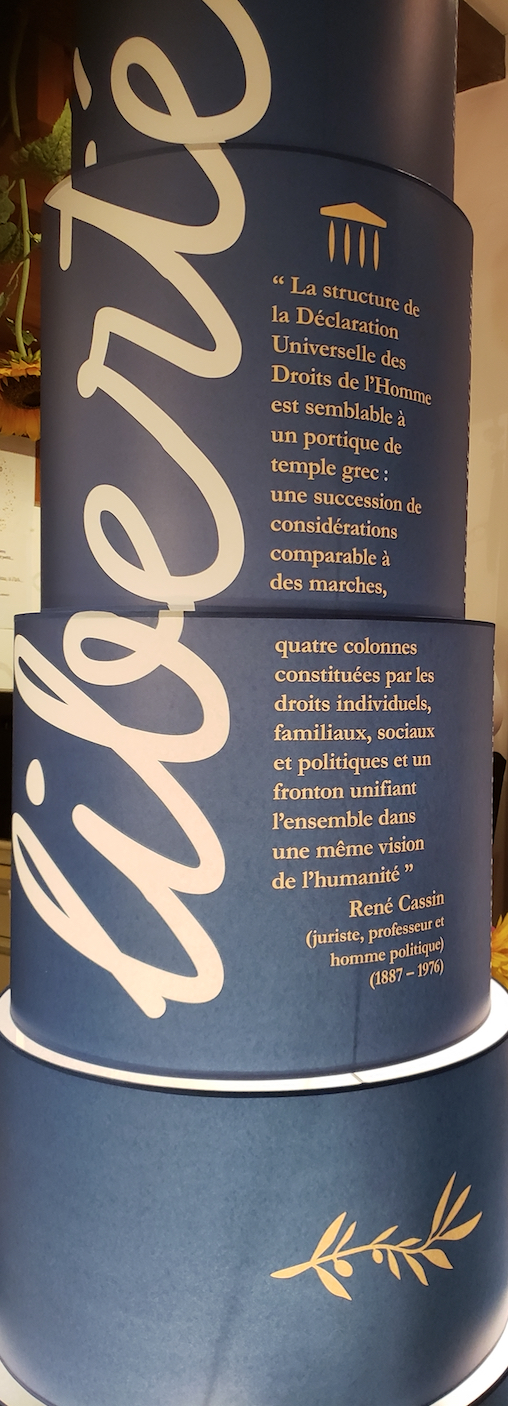 liberté
“ La structure de
la Déclaration
Universelle des
Droits de l’Homme
est semblable à
un portique de
temple grec :
une succession de
considérations
comparable à
des marches,
quatre colonnes
constituées par les
droits individuels,
familiaux, sociaux
et politiques et un
fronton unifiant
l’ensemble dans
une même vision
de l’humanité ”
René Cassin
(juriste, professeur et
homme politique)
(1887 – 1976)